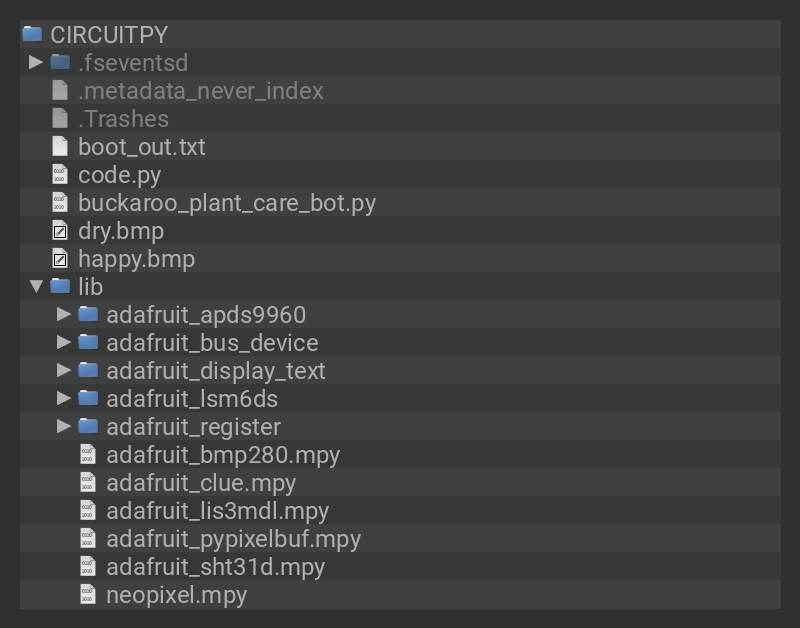 CIRCUITPY
.fseventsd
.metadata_never_index
.Trashes
boot_out.txt
code.py
buckaroo_plant_care_bot.py
dry.bmp
happy.bmp
lib
adafruit_apds9960
adafruit_bus_device
adafruit_display_text
adafruit_lsm6ds
adafruit_register
adafruit_bmp280.mpy
adafruit_clue.mpy
adafruit_lis3mdl.mpy
adafruit_pypixelbuf.mpy
adafruit_sht31d.mpy
neopixel.mpy